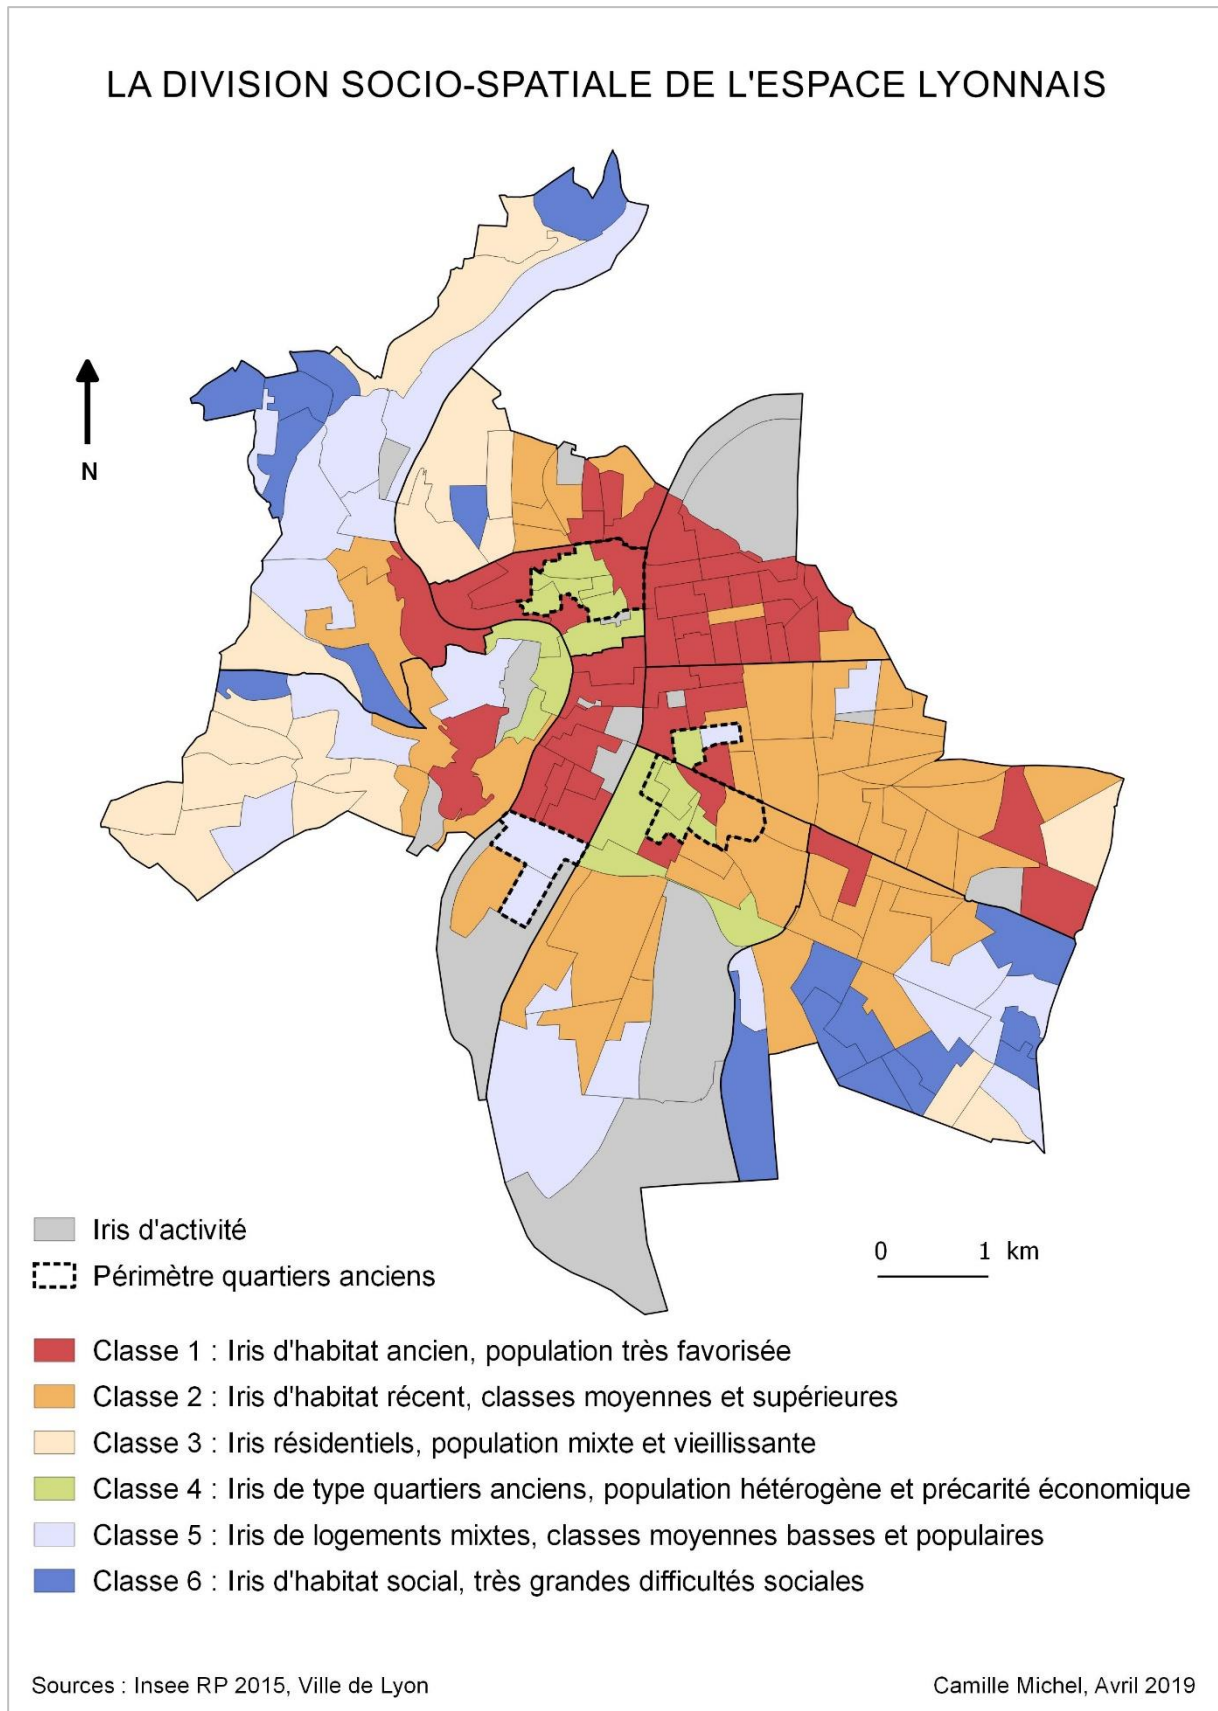 LA DIVISION SOCIO-SPATIALE DE L'ESPACE LYONNAIS
N
Iris d'activité
Périmètre quartiers anciens
0 1 km
Classe 1 : Iris d'habitat ancien, population très favorisée
Classe 2 : Iris d'habitat récent, classes moyennes et supérieures
Classe 3 : Iris résidentiels, population mixte et vieillissante
Classe 4 : Iris de type quartiers anciens, population hétérogène et précarité économique
Classe 5 : Iris de logements mixtes, classes moyennes basses et populaires
Classe 6 : Iris d'habitat social, très grandes difficultés sociales
Sources : Insee RP 2015, Ville de Lyon
Camille Michel, Avril 2019